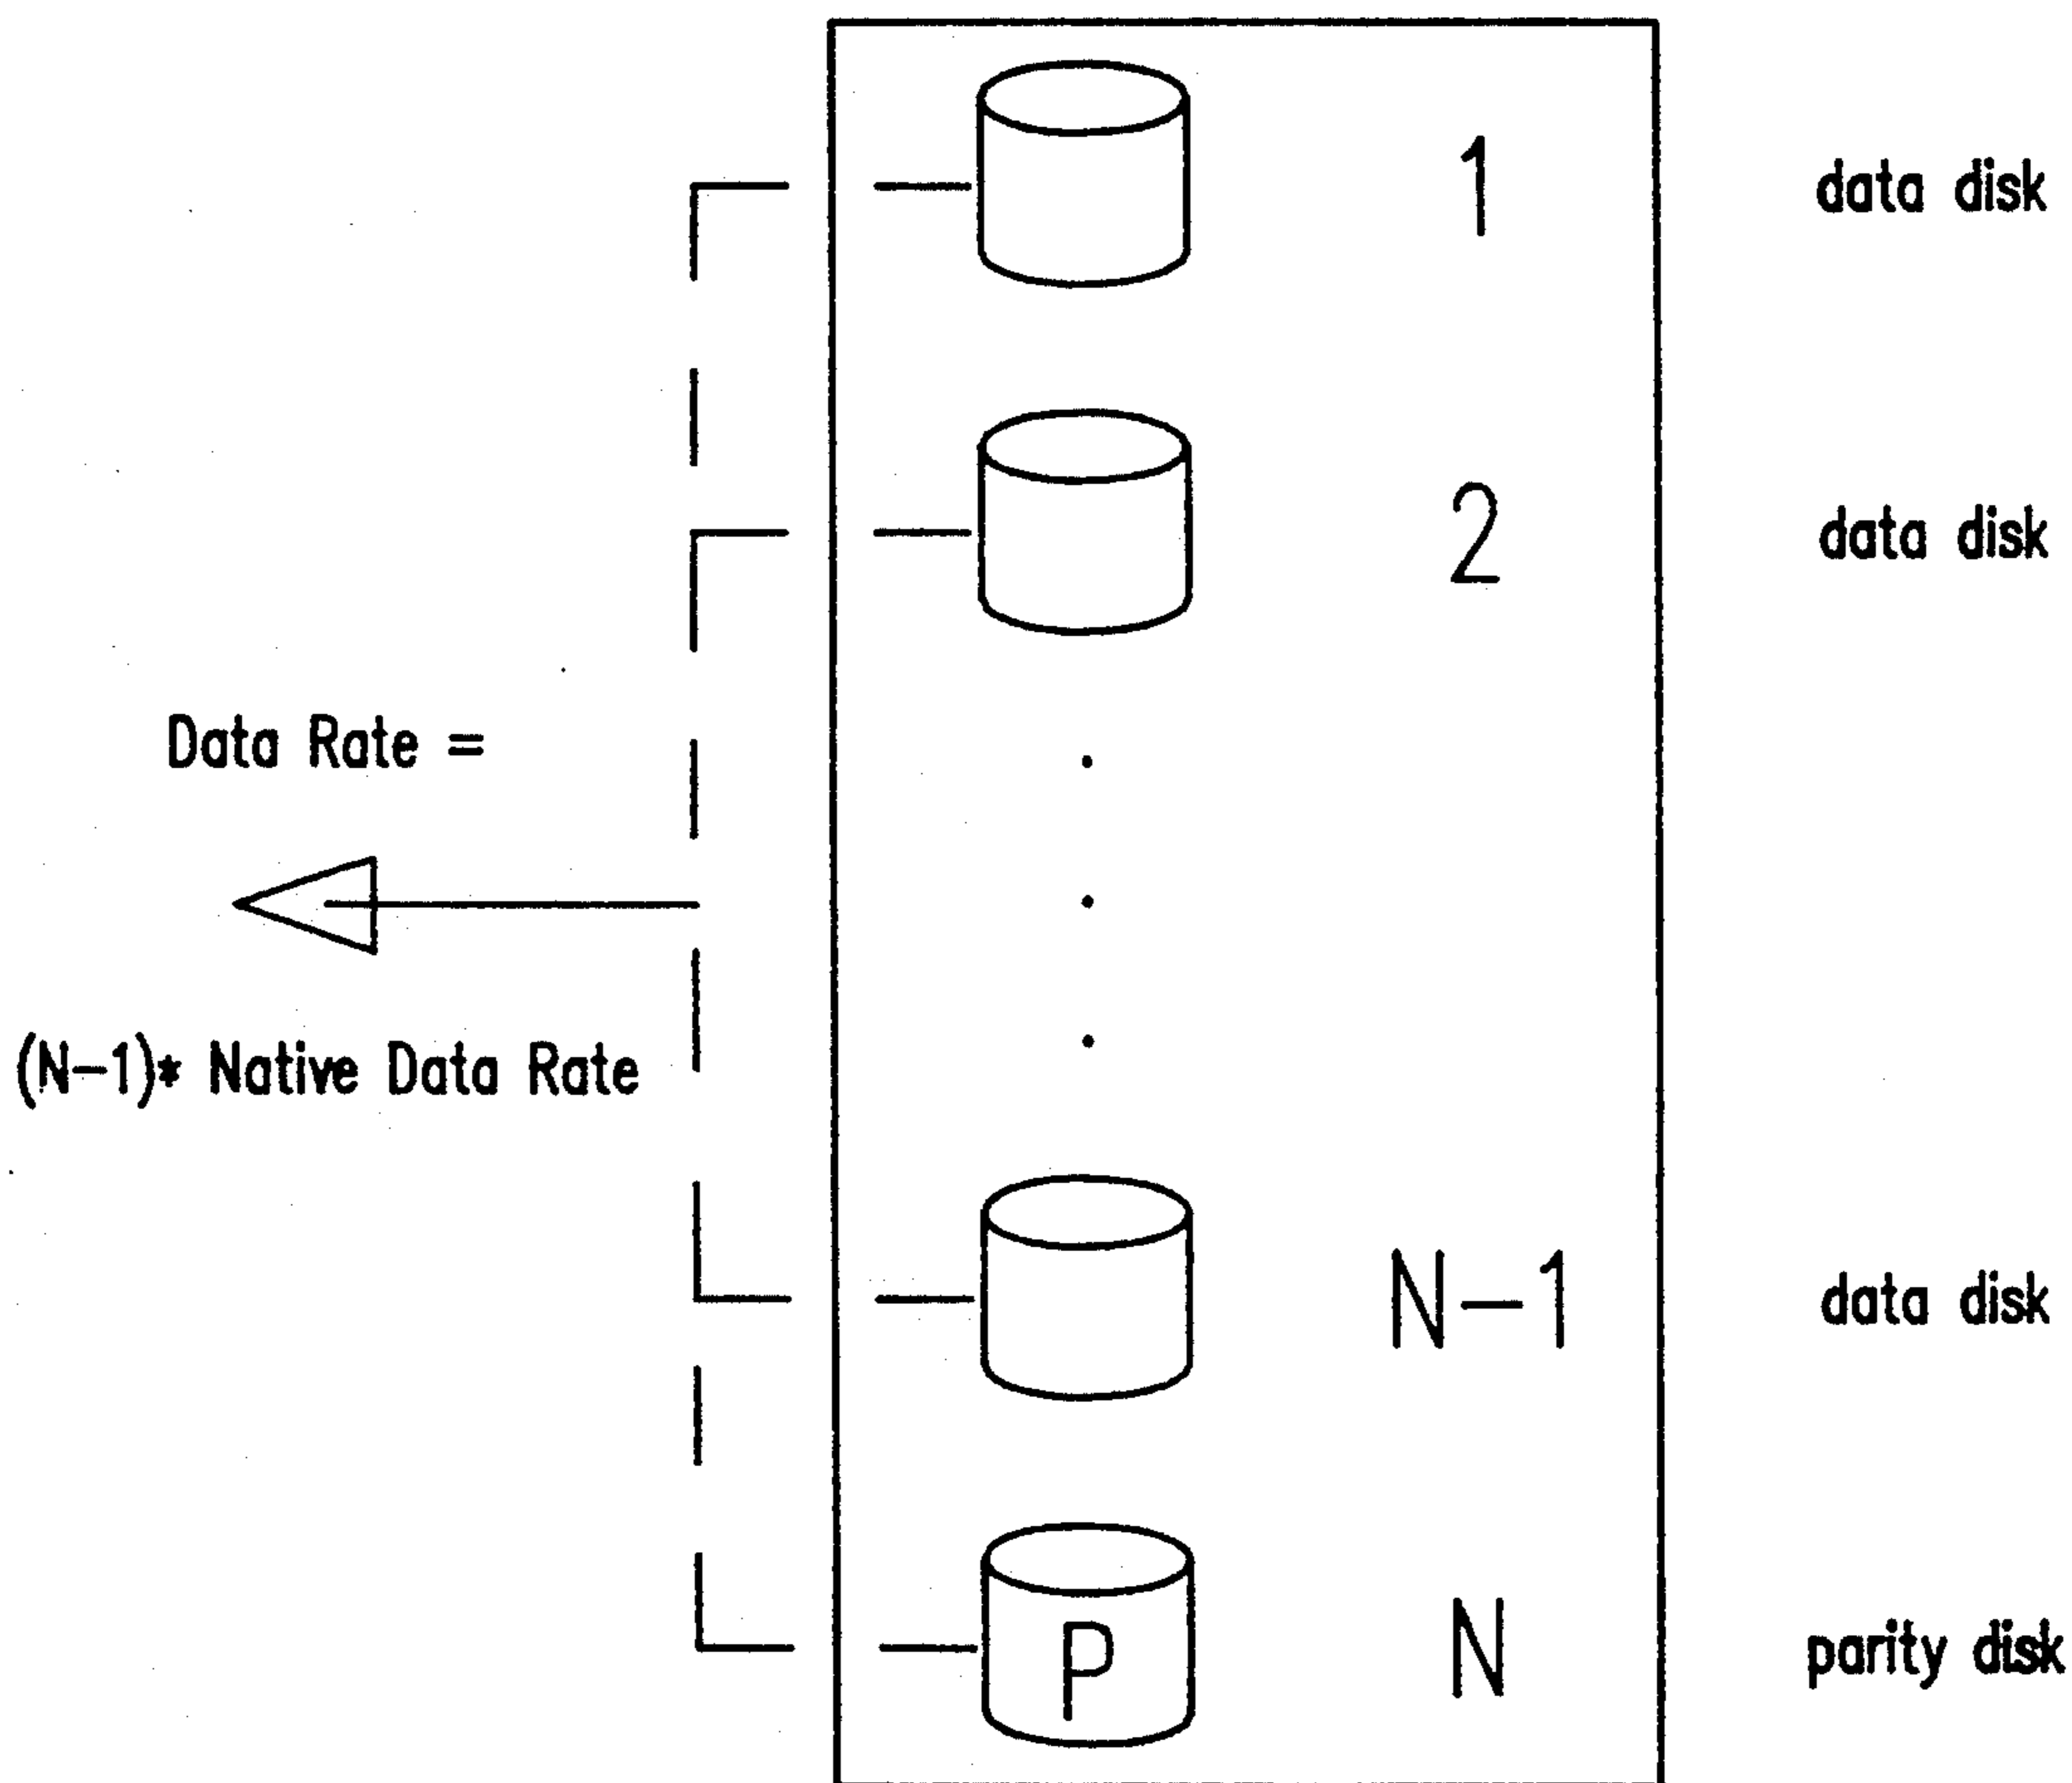 1 data disk
2 data disk
Data Rate =
(N-1)* Native Data Rate
N-1 data disk
P N parity disk